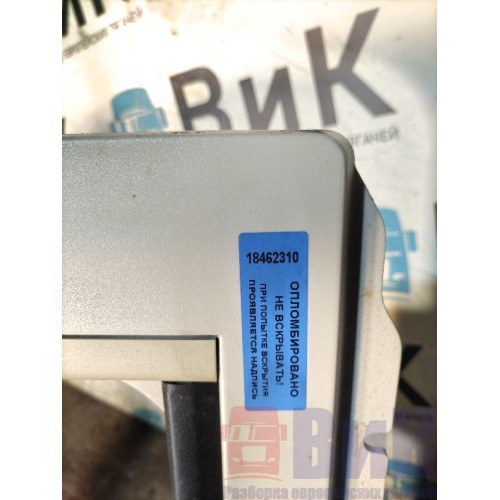 ВиК
18462310
ОПЛОМБИРОВАНО
НЕ ВСКРЫВАТЬ!
ПРИ ПОПЫТКЕ ВСКРЫТИЯ
ПРОЯВЛЯЕТСЯ НАДПИСЬ
ВиК
Разборка европейских